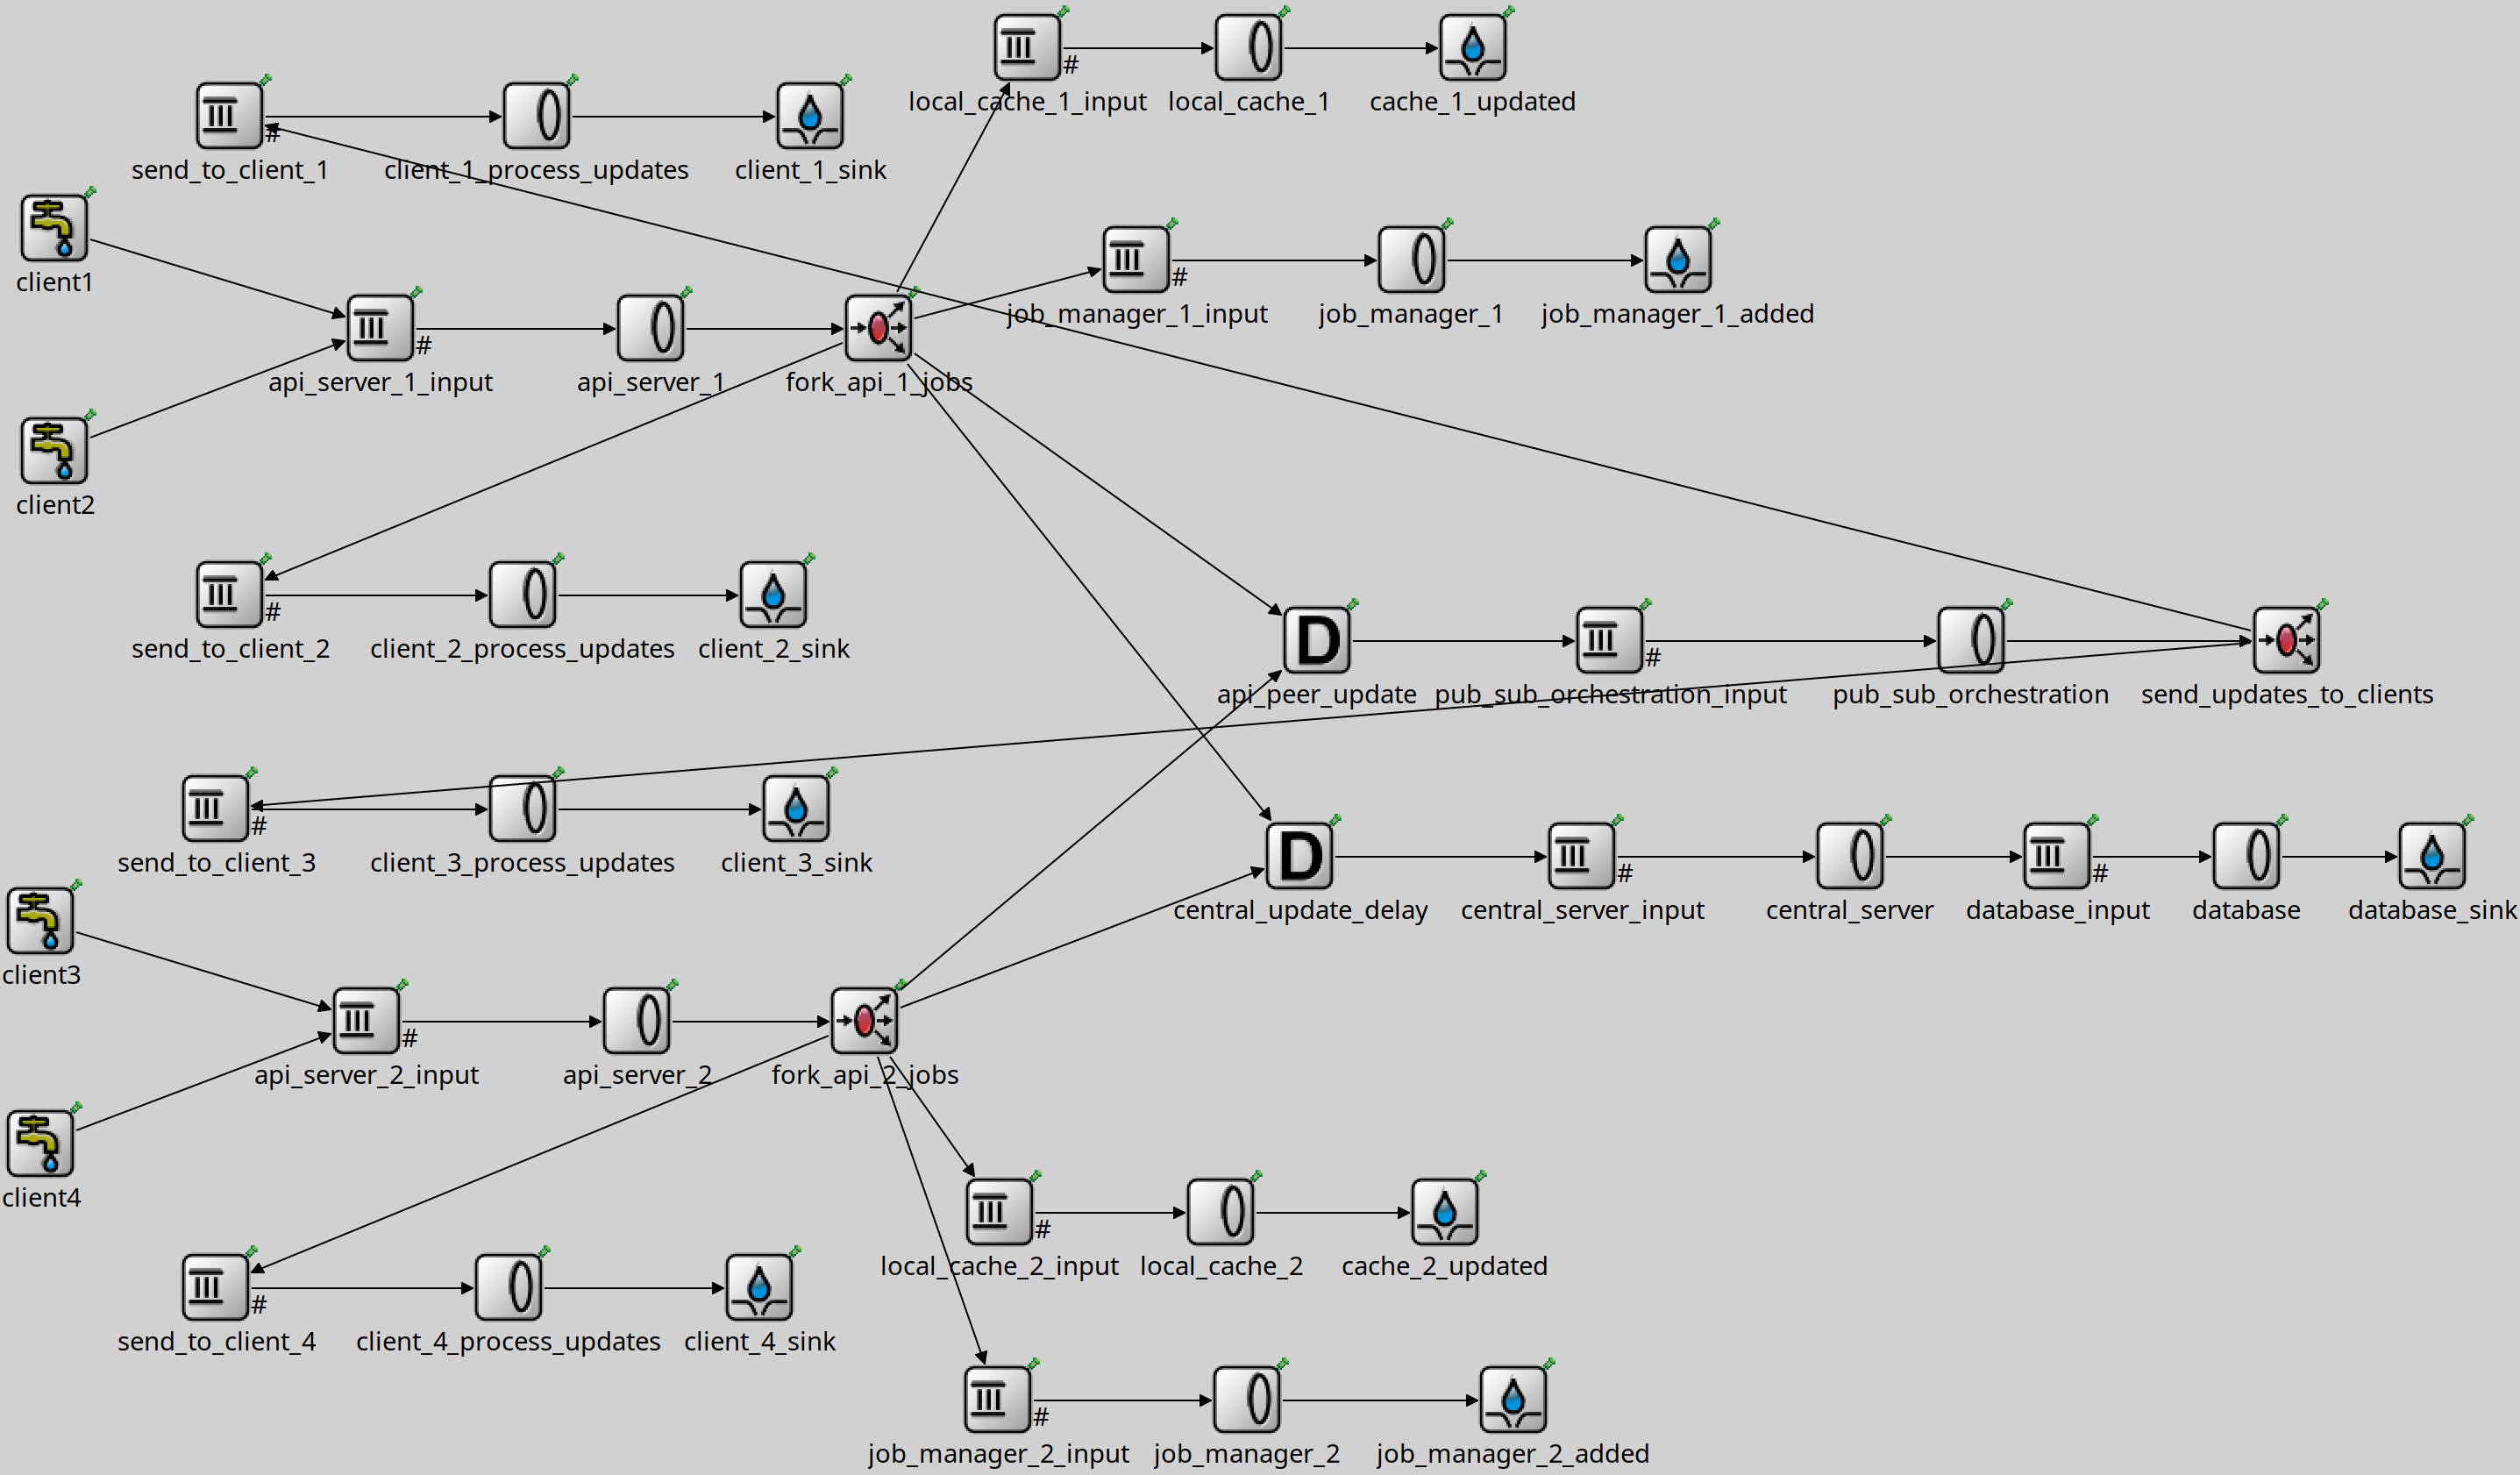 local_cache_1_input
local_cache_1
cache_1_updated
#
send_to_client_1
client_1_process_updates
client_1_sink
#
client1
job_manager_1_input
job_manager_1
job_manager_1_added
#
api_server_1_input
api_server_1
fork_api_1_jobs
#
client2
send_to_client_2
client_2_process_updates
client_2_sink
#
D
api_peer_update
pub_sub_orchestration_input
pub_sub_orchestration
send_updates_to_clients
#
send_to_client_3
client_3_process_updates
client_3_sink
#
D
central_update_delay
central_server_input
central_server
database_input
database
database_sink
#
#
client3
api_server_2_input
api_server_2
fork_api_2_jobs
#
client4
local_cache_2_input
local_cache_2
cache_2_updated
#
send_to_client_4
client_4_process_updates
client_4_sink
#
job_manager_2_input
job_manager_2
job_manager_2_added
#